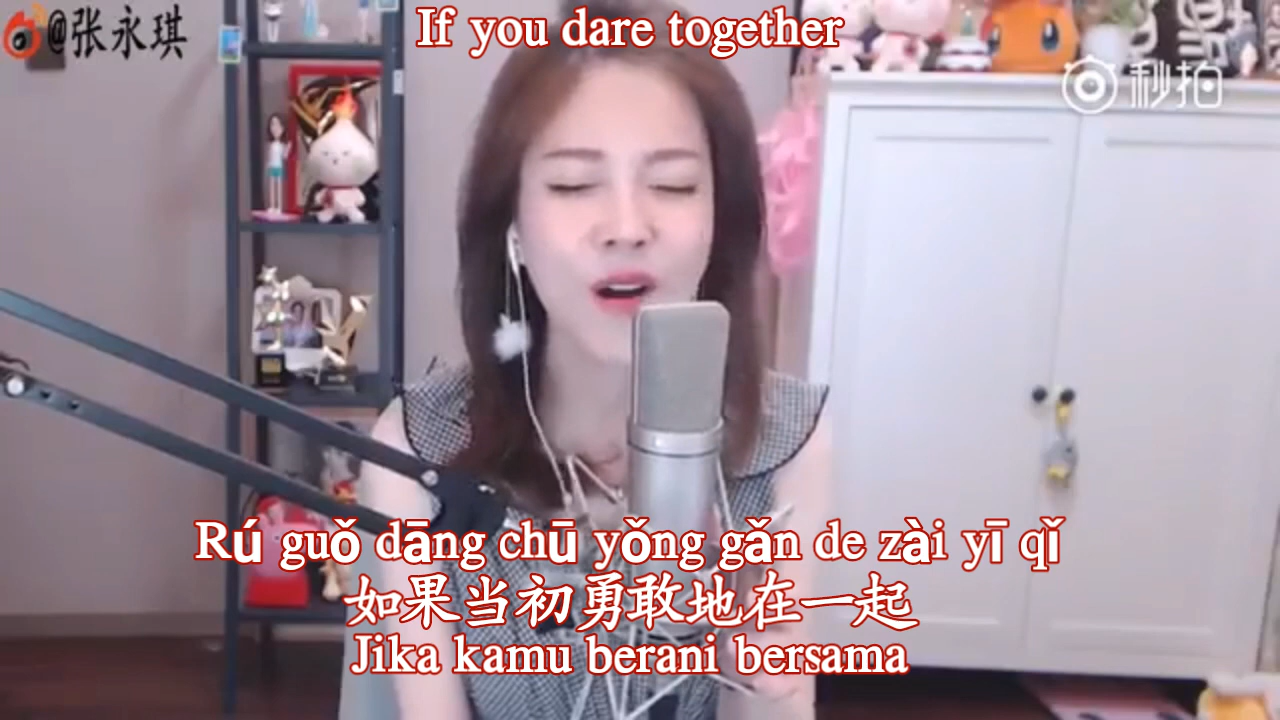 @张永琪
If you dare together
秒拍
Rú guǒ dāng chū yǒng gǎn de zài yī qǐ
如果当初勇敢地在一起
Jika kamu berani bersama